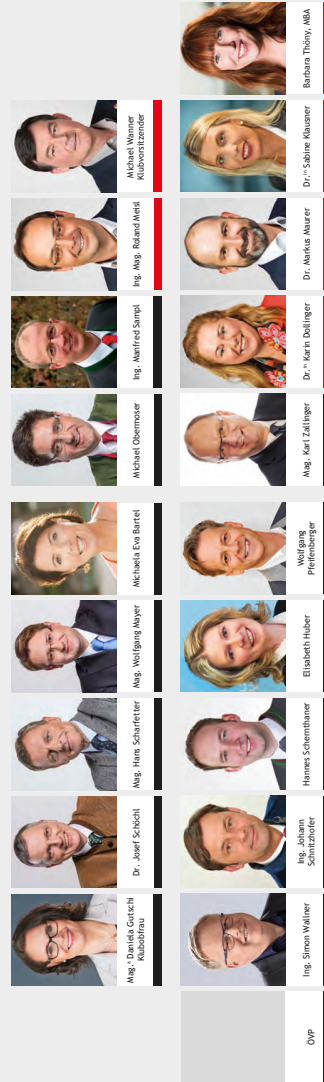 Mag.ª Daniela Gutschi
Klubobfrau
Dr. Josef Schöchl
Mag. Hans Scharfetter
Mag. Wolfgang Mayer
Michaela Eva Bartel
Michael Obermoser
Ing. Manfred Sampl
Ing. Mag. Roland Meisl
Michael Wanner
Klubvorsitzender
ÖVP
Ing. Simon Wallner
Ing. Johann
Schnitzhofer
Hannes Schernthaner
Elisabeth Huber
Wolfgang
Pfeifenberger
Mag. Karl Zallinger
Dr.ⁱⁿ Karin Dollinger
Dr. Markus Maurer
Dr.ⁱⁿ Sabine Klausner
Barbara Thöny, MBA